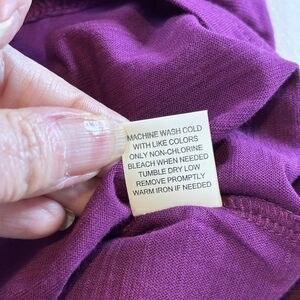 MACHINE WASH COLD
WITH LIKE COLORS
ONLY NON-CHLORINE
BLEACH WHEN NEEDED
TUMBLE DRY LOW
REMOVE PROMPTLY
WARM IRON IF NEEDED